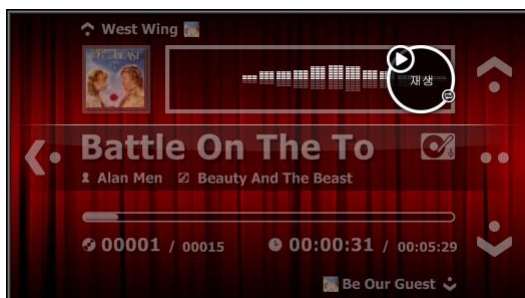 West Wing
BEAST
재생
Battle On The To
Alan Men Beauty And The Beast
00001 / 00015 00:00:31 / 00:05:29
Be Our Guest